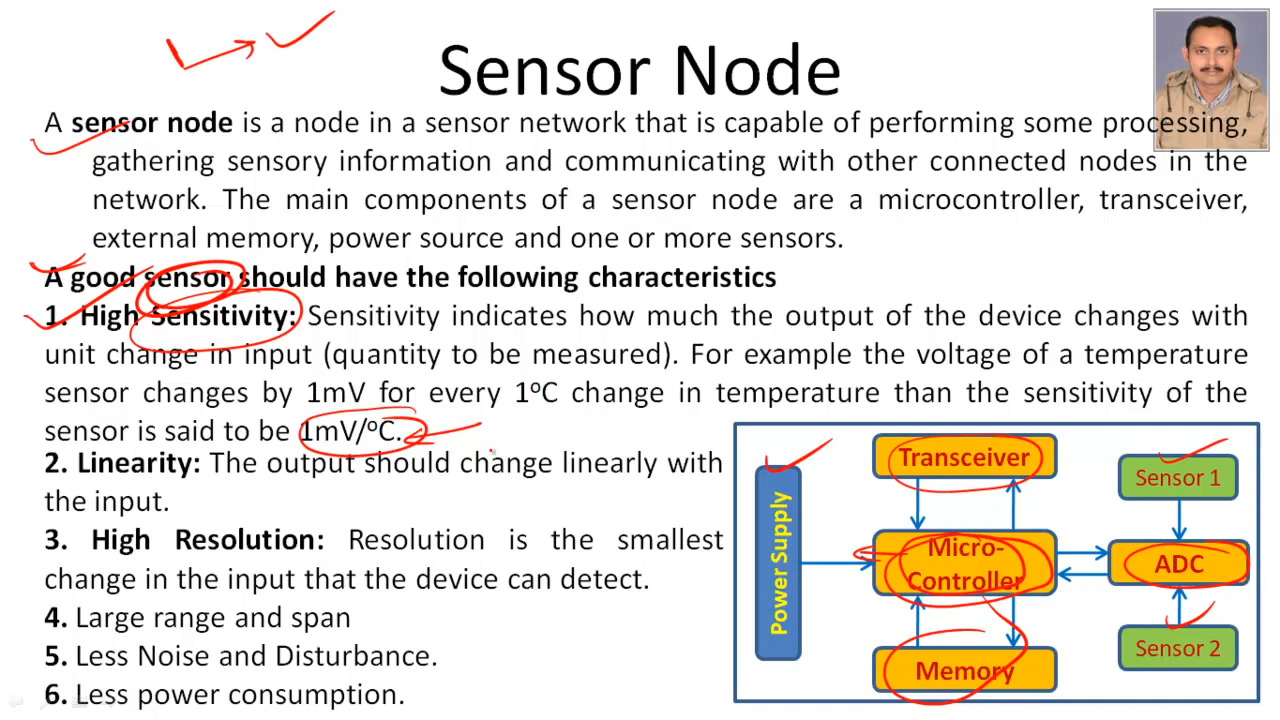 Sensor Node
A sensor node is a node in a sensor network that is capable of performing some processing,
gathering sensory information and communicating with other connected nodes in the
network. The main components of a sensor node are a microcontroller, transceiver,
external memory, power source and one or more sensors.
A good sensor should have the following characteristics
1. High Sensitivity: Sensitivity indicates how much the output of the device changes with
unit change in input (quantity to be measured). For example the voltage of a temperature
sensor changes by 1mV for every 1°C change in temperature than the sensitivity of the
sensor is said to be 1mV/°C.
2. Linearity: The output should change linearly with
the input.
3. High Resolution: Resolution is the smallest
change in the input that the device can detect.
4. Large range and span
5. Less Noise and Disturbance.
6. Less power consumption.
Power Supply
Transceiver
Micro-
Controller
Memory
Sensor 1
ADC
Sensor 2